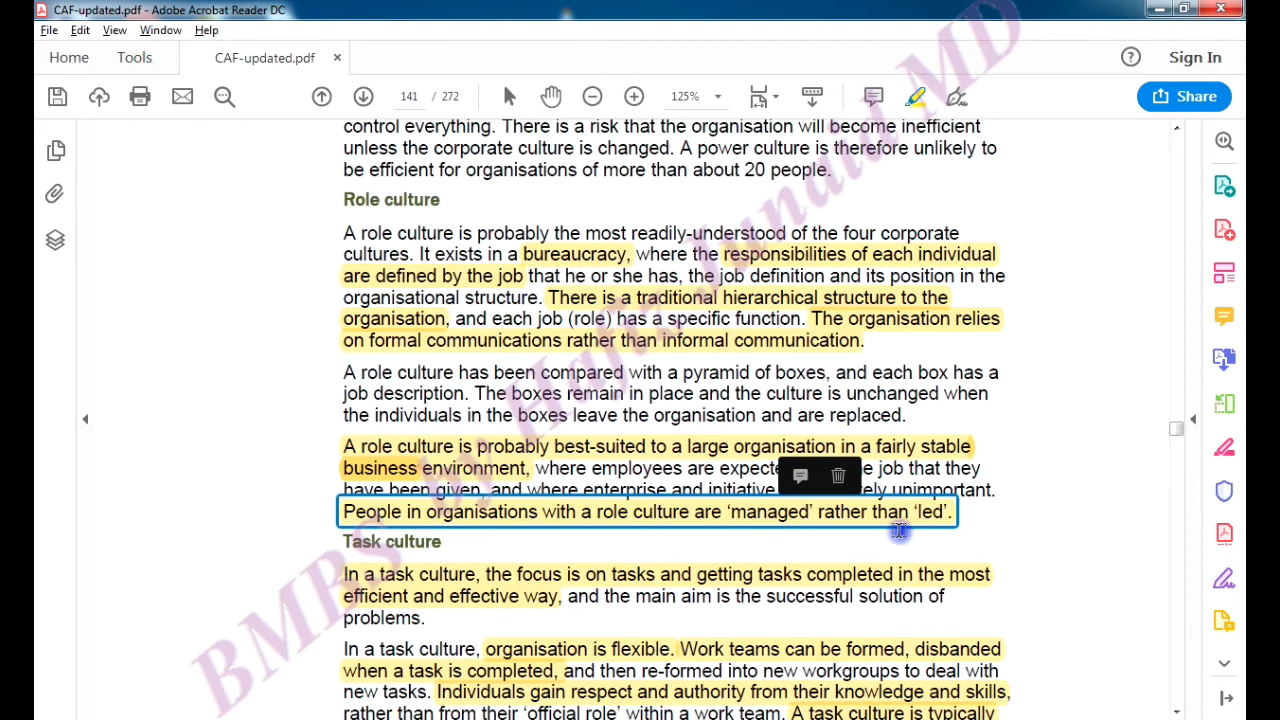 CAF-updated.pdf - Adobe Acrobat Reader DC
File Edit View Window Help
Home Tools CAF-updated.pdf × Sign In
141 / 272 125% Share
control everything. There is a risk that the organisation will become inefficient
unless the corporate culture is changed. A power culture is therefore unlikely to
be efficient for organisations of more than about 20 people.
Role culture
A role culture is probably the most readily-understood of the four corporate
cultures. It exists in a bureaucracy, where the responsibilities of each individual
are defined by the job that he or she has, the job definition and its position in the
organisational structure. There is a traditional hierarchical structure to the
organisation, and each job (role) has a specific function. The organisation relies
on formal communications rather than informal communication.
A role culture has been compared with a pyramid of boxes, and each box has a
job description. The boxes remain in place and the culture is unchanged when
the individuals in the boxes leave the organisation and are replaced.
A role culture is probably best-suited to a large organisation in a fairly stable
business environment, where employees are job that they
have been given, and where enterprise and initiative unimportant.
People in organisations with a role culture are ‘managed’ rather than ‘led’.
Task culture
In a task culture, the focus is on tasks and getting tasks completed in the most
efficient and effective way, and the main aim is the successful solution of
problems.
In a task culture, organisation is flexible. Work teams can be formed, disbanded
when a task is completed, and then re-formed into new workgroups to deal with
new tasks. Individuals gain respect and authority from their knowledge and skills,
rather than from their ‘official role’ within a work team. A task culture is typically
BMBS by Hafiz Junaid MD